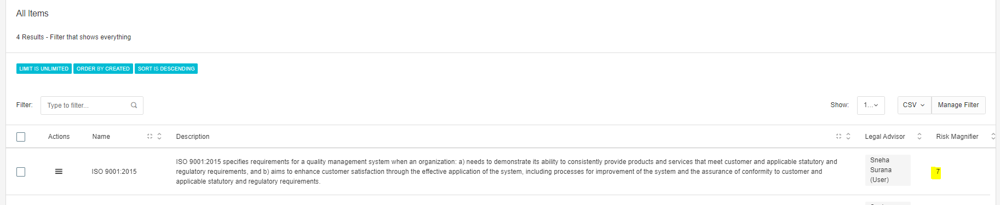 All Items
4 Results - Filter that shows everything
LIMIT IS UNLIMITED ORDER BY CREATED SORT IS DESCENDING
Filter: Type to filter... Show: 1... CSV Manage Filter
Actions Name Description Legal Advisor Risk Magnifier
ISO 9001:2015
ISO 9001:2015 specifies requirements for a quality management system when an organization: a) needs to demonstrate its ability to consistently provide products and services that meet customer and applicable statutory and
regulatory requirements, and b) aims to enhance customer satisfaction through the effective application of the system, including processes for improvement of the system and the assurance of conformity to customer and
applicable statutory and regulatory requirements.
Sneha
Surana
(User)
7